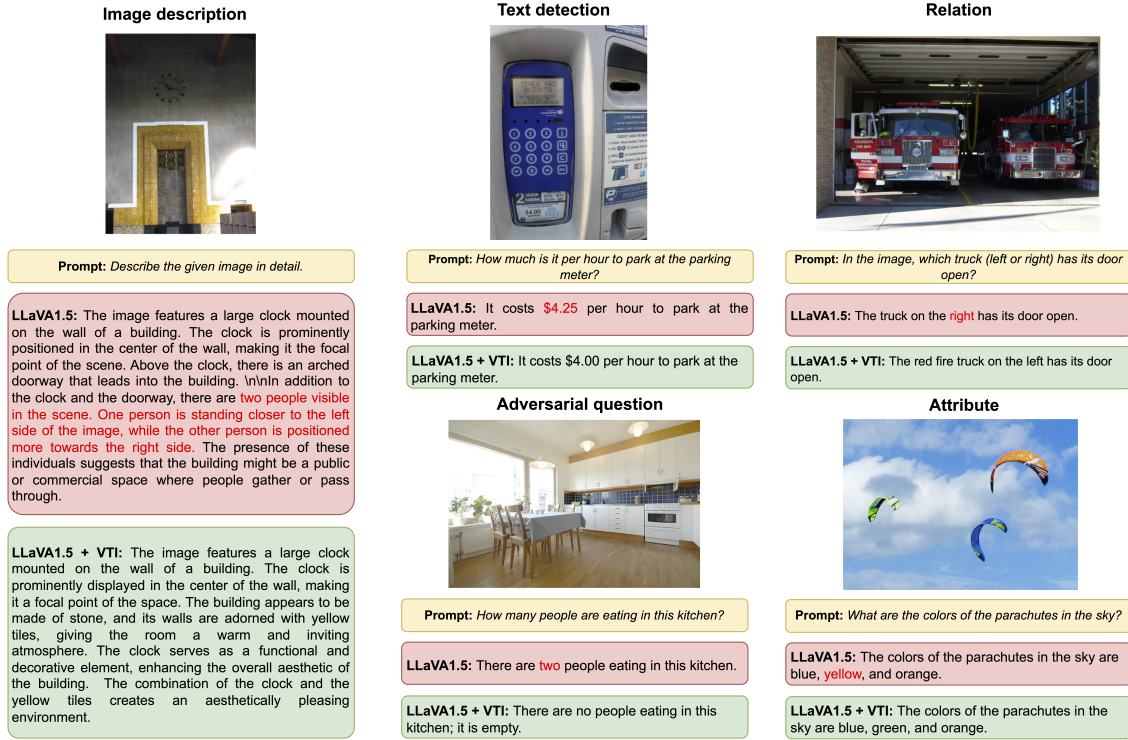 Image description
Prompt: Describe the given image in detail.
LLaVA1.5: The image features a large clock mounted
on the wall of a building. The clock is prominently
positioned in the center of the wall, making it the focal
point of the scene. Above the clock, there is an arched
doorway that leads into the building. \n\nIn addition to
the clock and the doorway, there are two people visible
in the scene. One person is standing closer to the left
side of the image, while the other person is positioned
more towards the right side. The presence of these
individuals suggests that the building might be a public
or commercial space where people gather or pass
through.
LLaVA1.5 + VTI: The image features a large clock
mounted on the wall of a building. The clock is
prominently displayed in the center of the wall, making
it a focal point of the space. The building appears to be
made of stone, and its walls are adorned with yellow
tiles, giving the room a warm and inviting
atmosphere. The clock serves as a functional and
decorative element, enhancing the overall aesthetic of
the building. The combination of the clock and the
yellow tiles creates an aesthetically pleasing
environment.
Text detection
2 HOUR
$4.00
Prompt: How much is it per hour to park at the parking
meter?
LLaVA1.5: It costs $4.25 per hour to park at the
parking meter.
LLaVA1.5 + VTI: It costs $4.00 per hour to park at the
parking meter.
Relation
Prompt: In the image, which truck (left or right) has its door
open?
LLaVA1.5: The truck on the right has its door open.
LLaVA1.5 + VTI: The red fire truck on the left has its door
open.
Adversarial question
Prompt: How many people are eating in this kitchen?
LLaVA1.5: There are two people eating in this kitchen.
LLaVA1.5 + VTI: There are no people eating in this
kitchen; it is empty.
Attribute
Prompt: What are the colors of the parachutes in the sky?
LLaVA1.5: The colors of the parachutes in the sky are
blue, yellow, and orange.
LLaVA1.5 + VTI: The colors of the parachutes in the
sky are blue, green, and orange.